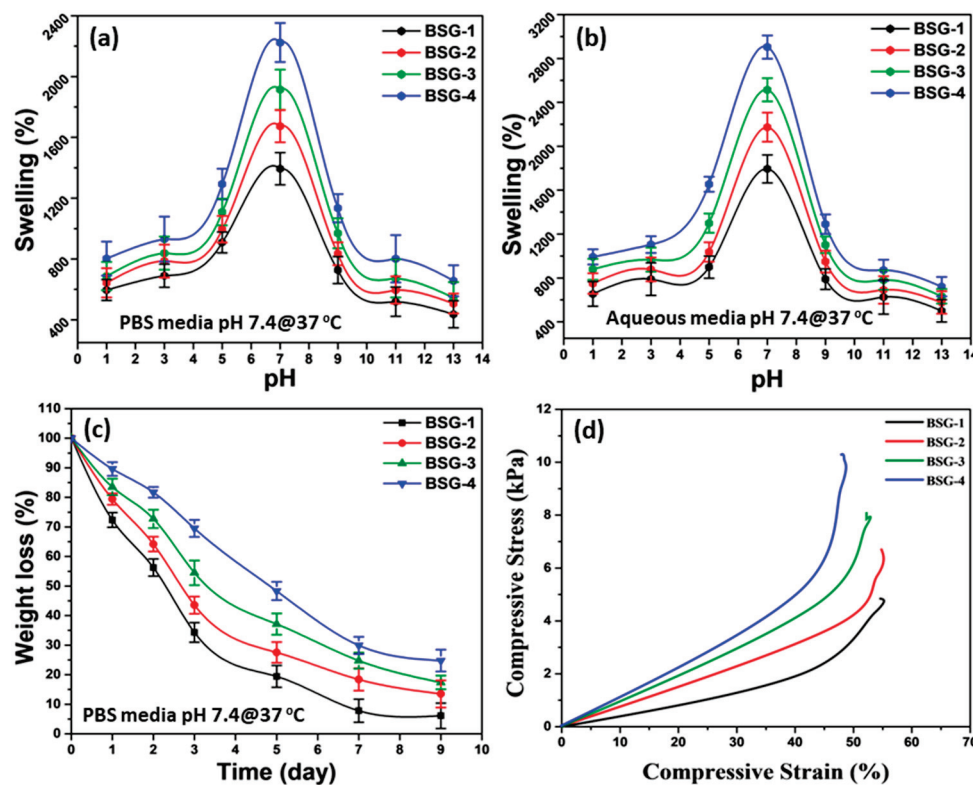 (a)
BSG-1
BSG-2
BSG-3
BSG-4
2400
2000
1600
1200
800
400
Swelling (%)
PBS media pH 7.4@37 °C
0 1 2 3 4 5 6 7 8 9 10 11 12 13 14
pH
(b)
BSG-1
BSG-2
BSG-3
BSG-4
3200
2800
2400
2000
1600
1200
800
400
Swelling (%)
Aqueous media pH 7.4@37 °C
0 1 2 3 4 5 6 7 8 9 10 11 12 13 14
pH
(c)
BSG-1
BSG-2
BSG-3
BSG-4
110
100
90
80
70
60
50
40
30
20
10
0
Weight loss (%)
PBS media pH 7.4@37 °C
0 1 2 3 4 5 6 7 8 9 10
Time (day)
(d)
BSG-1
BSG-2
BSG-3
BSG-4
12
10
8
6
4
2
0
Compressive Stress (kPa)
0 10 20 30 40 50 60 70
Compressive Strain (%)